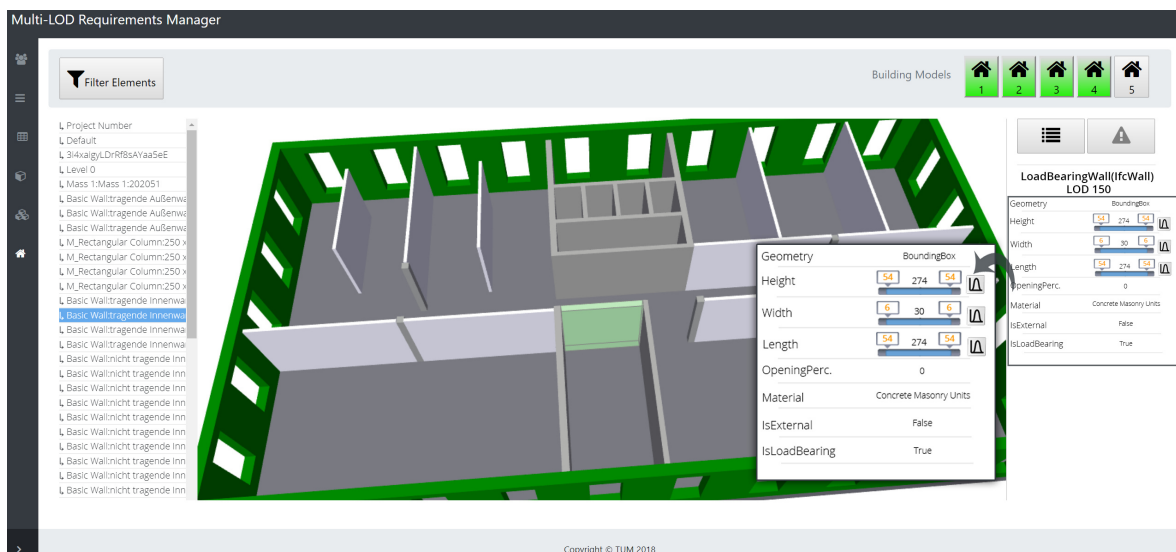 Multi-LOD Requirements Manager
Filter Elements
Building Models
1 2 3 4 5
Project Number
Default
3l4xaIgyLDrRf8sAYaa5eE
Level 0
Mass 1:Mass 1:202051
Basic Wall:tragende Außenwa
Basic Wall:tragende Außenwa
Basic Wall:tragende Außenwa
M_Rectangular Column:250 x
M_Rectangular Column:250 x
M_Rectangular Column:250 x
M_Rectangular Column:250 x
Basic Wall:tragende Innenwa
Basic Wall:tragende Innenwa
Basic Wall:tragende Innenwa
Basic Wall:tragende Innenwa
Basic Wall:nicht tragende Inn
Basic Wall:nicht tragende Inn
Basic Wall:nicht tragende Inn
Basic Wall:nicht tragende Inn
Basic Wall:nicht tragende Inn
Basic Wall:nicht tragende Inn
Basic Wall:nicht tragende Inn
Basic Wall:nicht tragende Inn
Basic Wall:nicht tragende Inn
Basic Wall:nicht tragende Inn
Geometry BoundingBox
Height 54 274 54
Width 6 30 6
Length 54 274 54
OpeningPerc. 0
Material Concrete Masonry Units
IsExternal False
IsLoadBearing True
LoadBearingWall(IfcWall)
LOD 150
Geometry BoundingBox
Height 54 274 54
Width 6 30 6
Length 54 274 54
OpeningPerc. 0
Material Concrete Masonry Units
IsExternal False
IsLoadBearing True
Copyright © TUM 2018